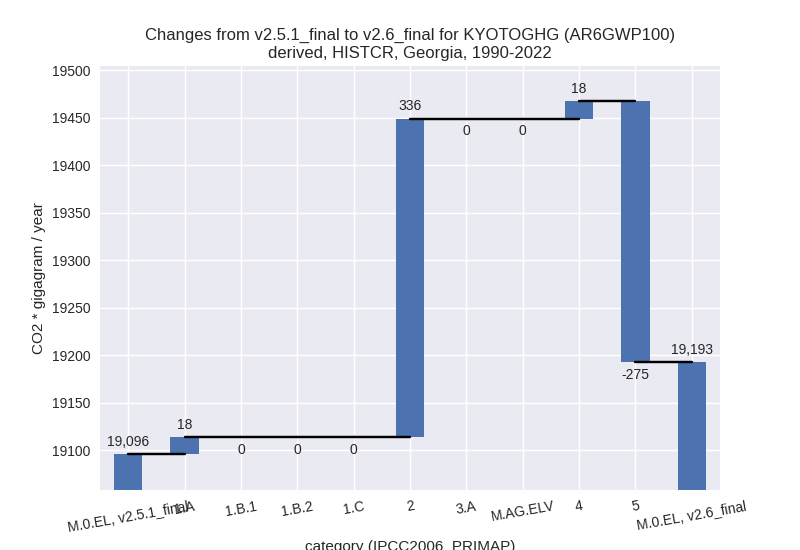 Changes from v2.5.1_final to v2.6_final for KYOTOGHG (AR6GWP100)
derived, HISTCR, Georgia, 1990-2022
CO2 * gigagram / year
19500
19450
19400
19350
19300
19250
19200
19150
19100
19,096
18
0
0
0
336
0
0
18
-275
19,193
M.0.EL, v2.5.1_final
1.A
1.B.1
1.B.2
1.C
2
3.A
M.AG.ELV
4
5
M.0.EL, v2.6_final
category (IPCC2006_PRIMAP)